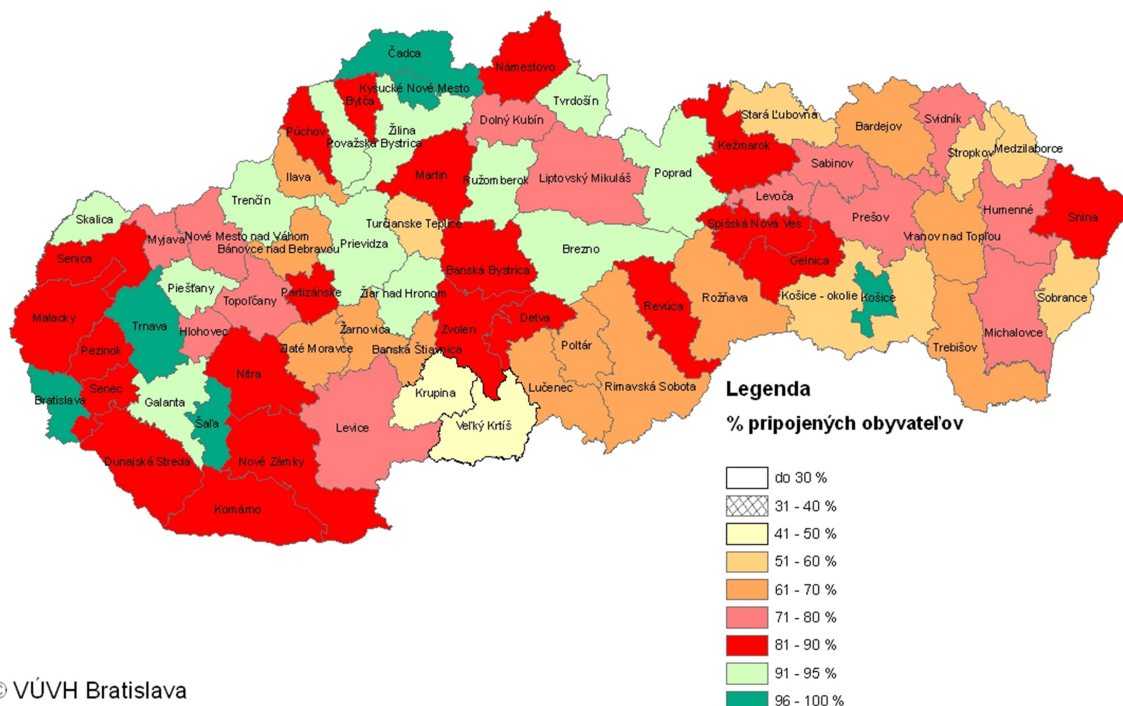 Čadca
Námestovo
Kysucké Nové Mesto
Bytča
Tvrdošín
Púchov
Žilina
Dolný Kubín
Stará Ľubovňa
Bardejov
Svidník
Považská Bystrica
Kežmarok
Stropkov
Medzilaborce
Ilava
Martin
Ružomberok
Liptovský Mikuláš
Poprad
Sabinov
Trenčín
Levoča
Skalica
Turčianske Teplice
Prešov
Humenné
Snina
Myjava
Nové Mesto nad Váhom
Spišská Nová Ves
Vranov nad Topľou
Bánovce nad Bebravou
Prievidza
Brezno
Senica
Banská Bystrica
Gelnica
Piešťany
Partizánske
Žiar nad Hronom
Rožňava
Košice - okolie
Košice
Sobrance
Topoľčany
Revúca
Malacky
Trnava
Hlohovec
Žarnovica
Zvolen
Detva
Michalovce
Pezinok
Zlaté Moravce
Banská Štiavnica
Poltár
Trebišov
Nitra
Senec
Lučenec
Rimavská Sobota
Bratislava
Galanta
Krupina
Šaľa
Levice
Veľký Krtíš
Dunajská Streda
Nové Zámky
Komárno
Legenda
% pripojených obyvateľov
do 30 %
31 - 40 %
41 - 50 %
51 - 60 %
61 - 70 %
71 - 80 %
81 - 90 %
91 - 95 %
96 - 100 %
© VÚVH Bratislava